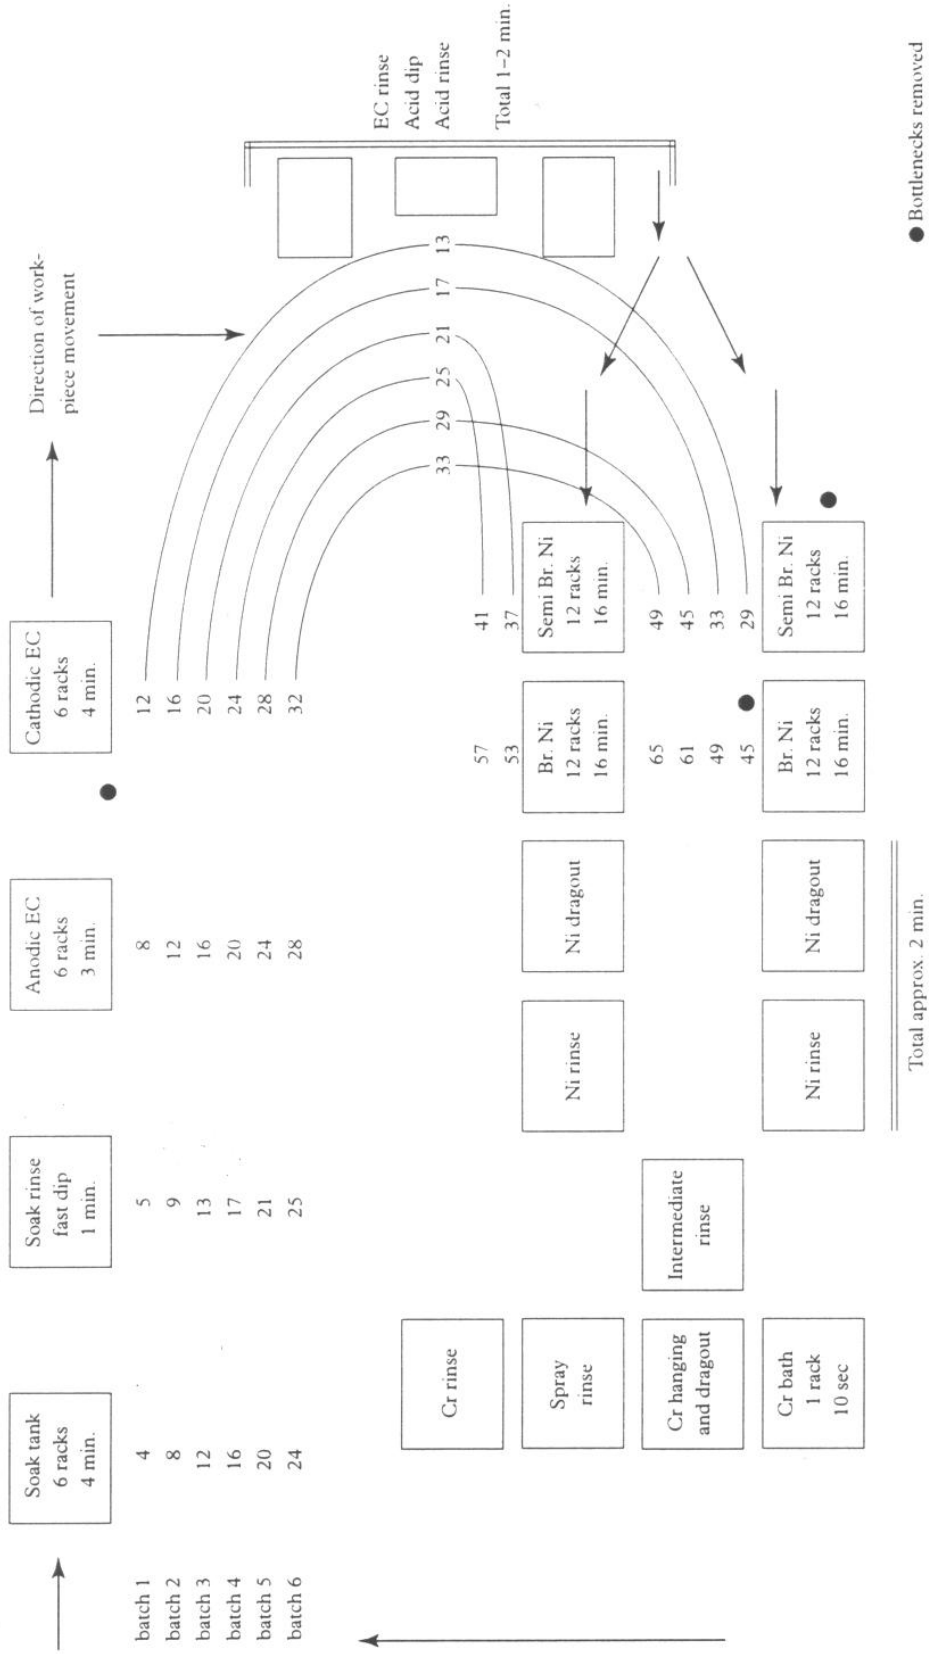 Soak tank
6 racks
4 min.
Soak rinse
fast dip
1 min.
Anodic EC
6 racks
3 min.
Cathodic EC
6 racks
4 min.
Direction of work-
piece movement
batch 1 4 5 8 12 13 29 45
batch 2 8 9 12 16 17 33 49
batch 3 12 13 16 20 21 37 53
batch 4 16 17 20 24 25 41 57
batch 5 20 21 24 28 29 45 61
batch 6 24 25 28 32 33 49 65
EC rinse
Acid dip
Acid rinse
Total 1–2 min.
Cr rinse
Spray
rinse
Ni rinse
Ni dragout
Br. Ni
12 racks
16 min.
Semi Br. Ni
12 racks
16 min.
Cr hanging
and dragout
Intermediate
rinse
Cr bath
1 rack
10 sec
Ni rinse
Ni dragout
Br. Ni
12 racks
16 min.
Semi Br. Ni
12 racks
16 min.
Total approx. 2 min.
● Bottlenecks removed